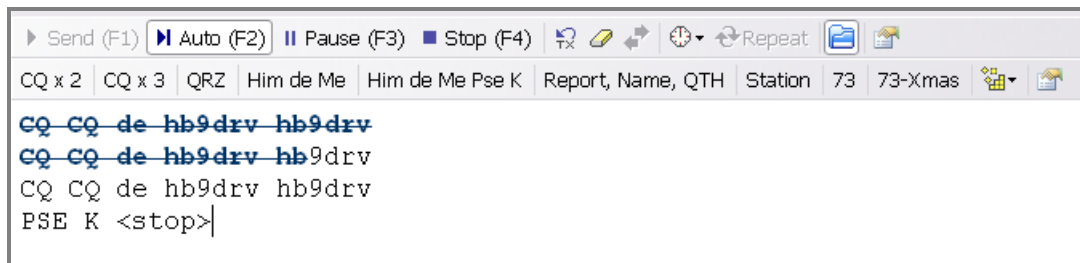 Send (F1) Auto (F2) Pause (F3) Stop (F4) TX Repeat
CQ x 2 CQ x 3 QRZ Him de Me Him de Me Pse K Report, Name, QTH Station 73 73-Xmas
CQ CQ de hb9drv hb9drv
CQ CQ de hb9drv hb9drv
CQ CQ de hb9drv hb9drv
PSE K <stop>